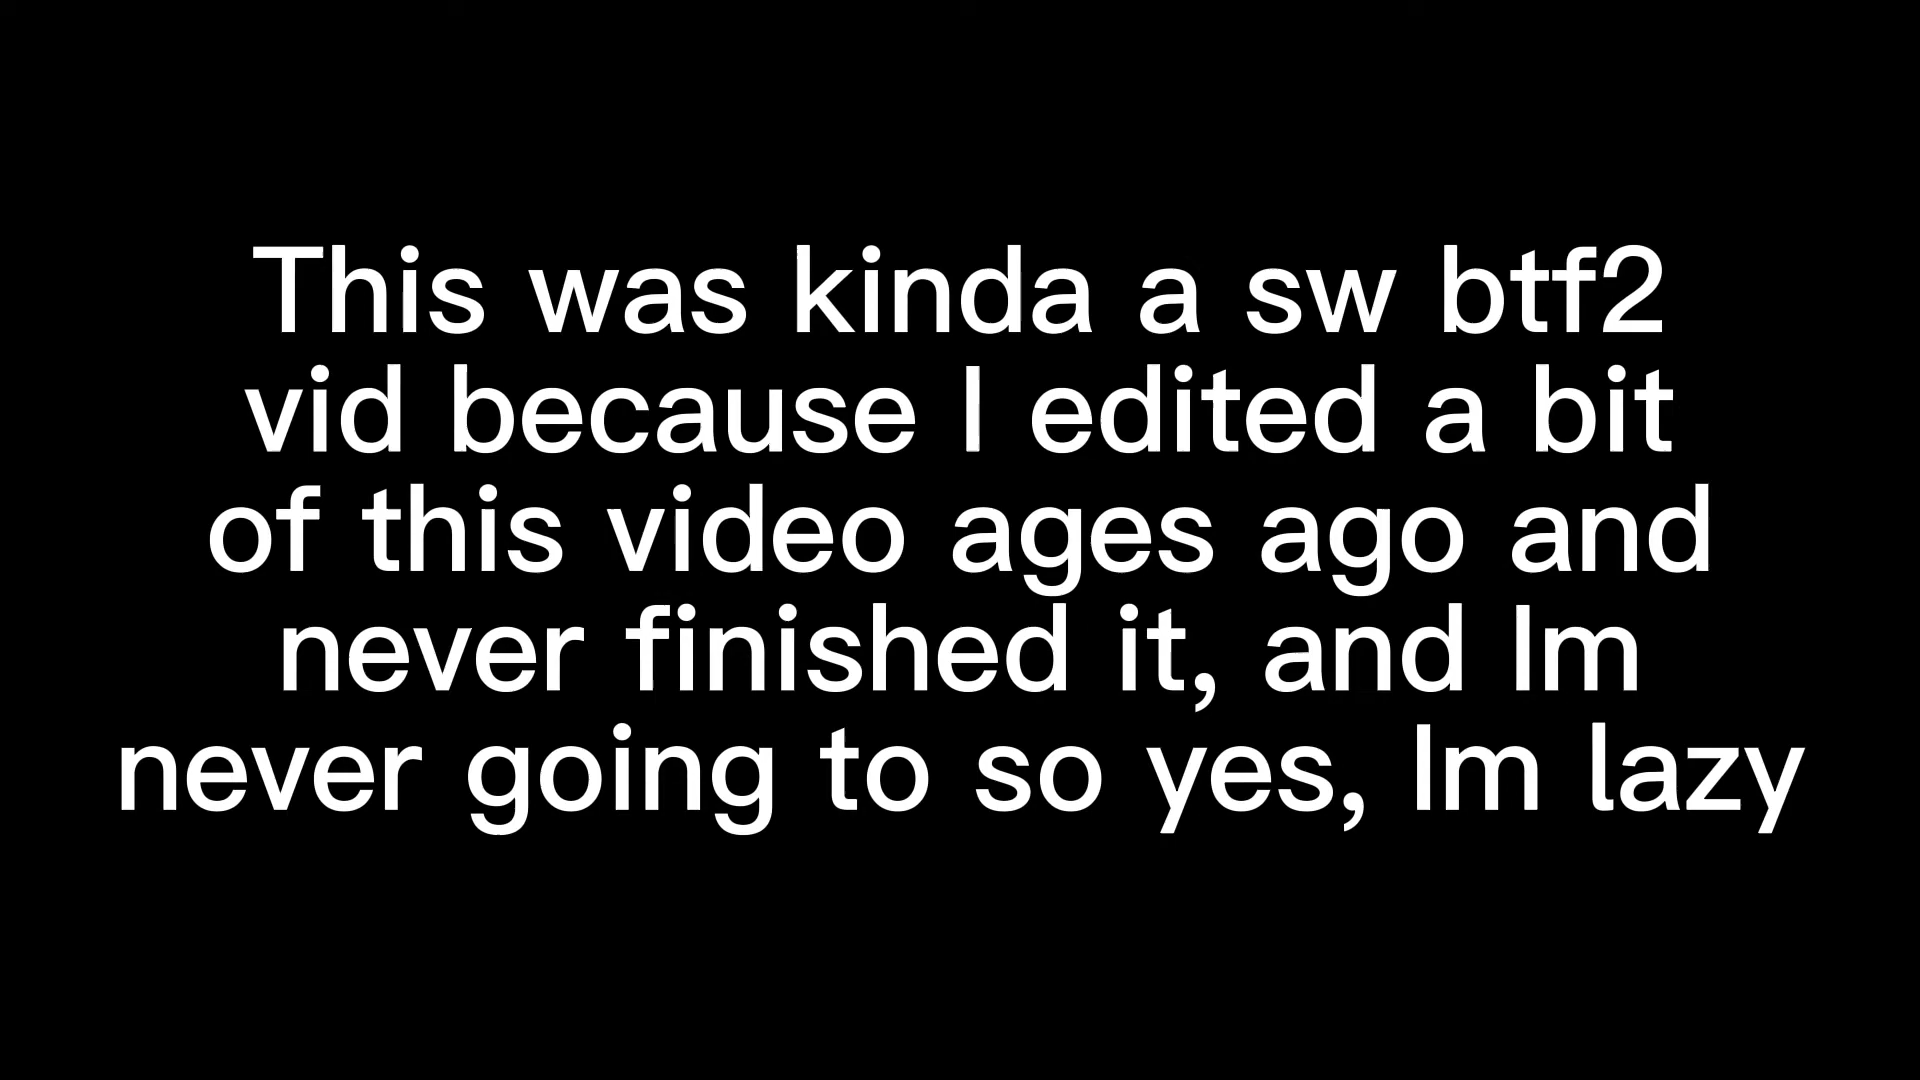 This was kinda a sw btf2
vid because I edited a bit
of this video ages ago and
never finished it, and Im
never going to so yes, Im lazy